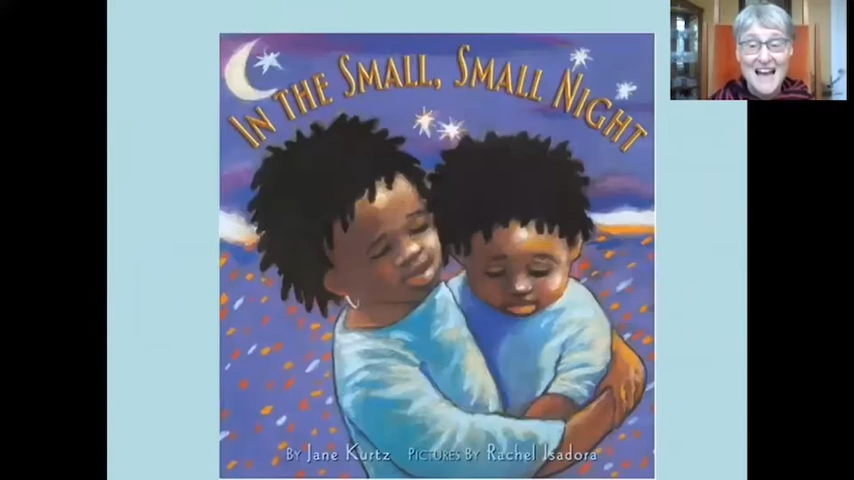 IN THE SMALL, SMALL NIGHT
BY Jane Kurtz PICTURES BY Rachel Isadora